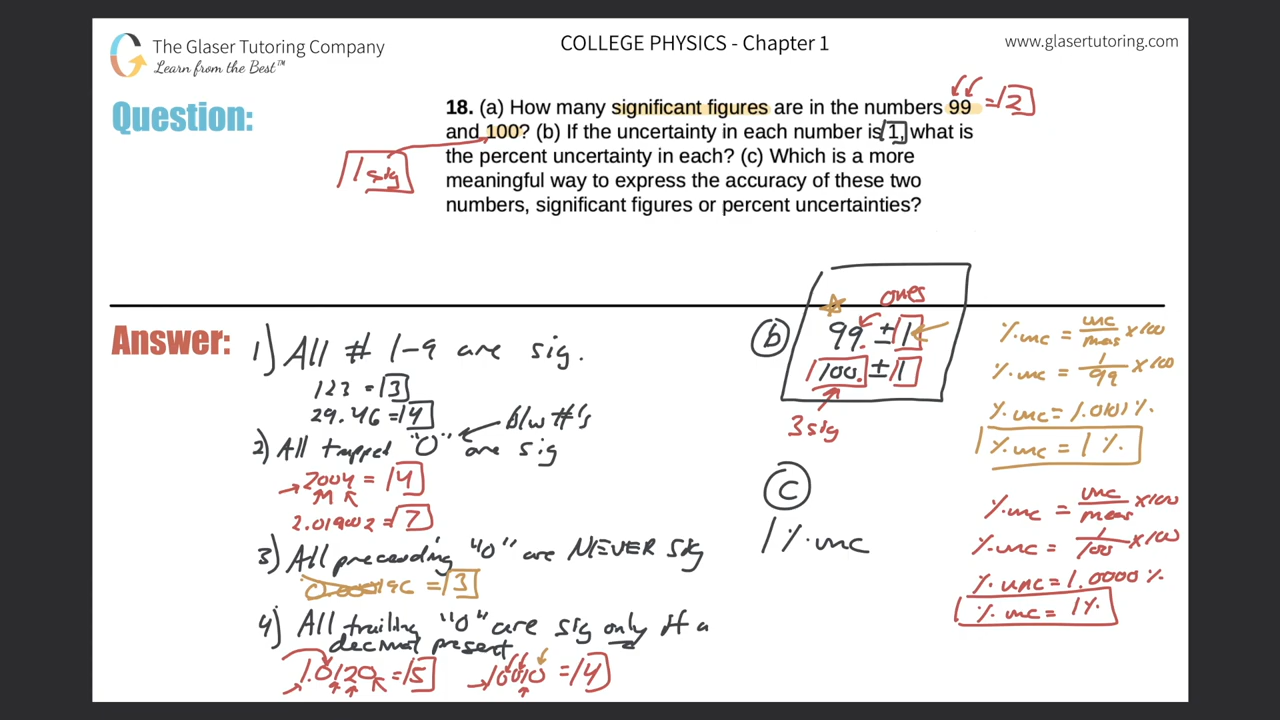 The Glaser Tutoring Company
Learn from the Best™
COLLEGE PHYSICS - Chapter 1
www.glasertutoring.com
Question:
18. (a) How many significant figures are in the numbers 99 = 2
and 100? (b) If the uncertainty in each number is 1, what is
the percent uncertainty in each? (c) Which is a more
meaningful way to express the accuracy of these two
numbers, significant figures or percent uncertainties?
1 sig
Answer:
1) All # 1-9 are sig.
123 = 3
29.46 = 4
b/w #'s
2) All trapped "0" are sig
2004 = 4
2.019002 = 7
3) All preceeding "0" are NEVER sig
0.000196 = 3
4) All trailing "0" are sig only if a
decimal present
1.0120 = 5
10010 = 4
b
ones
99. ± 1
100. ± 1
3 sig
c
%.unc
%.unc = unc/meas x100
%.unc = 1/99 x100
%.unc = 1.0101%.
%.unc = 1%.
%.unc = unc/meas x100
%.unc = 1/100 x100
%.unc = 1.0000%.
%.unc = 1%.